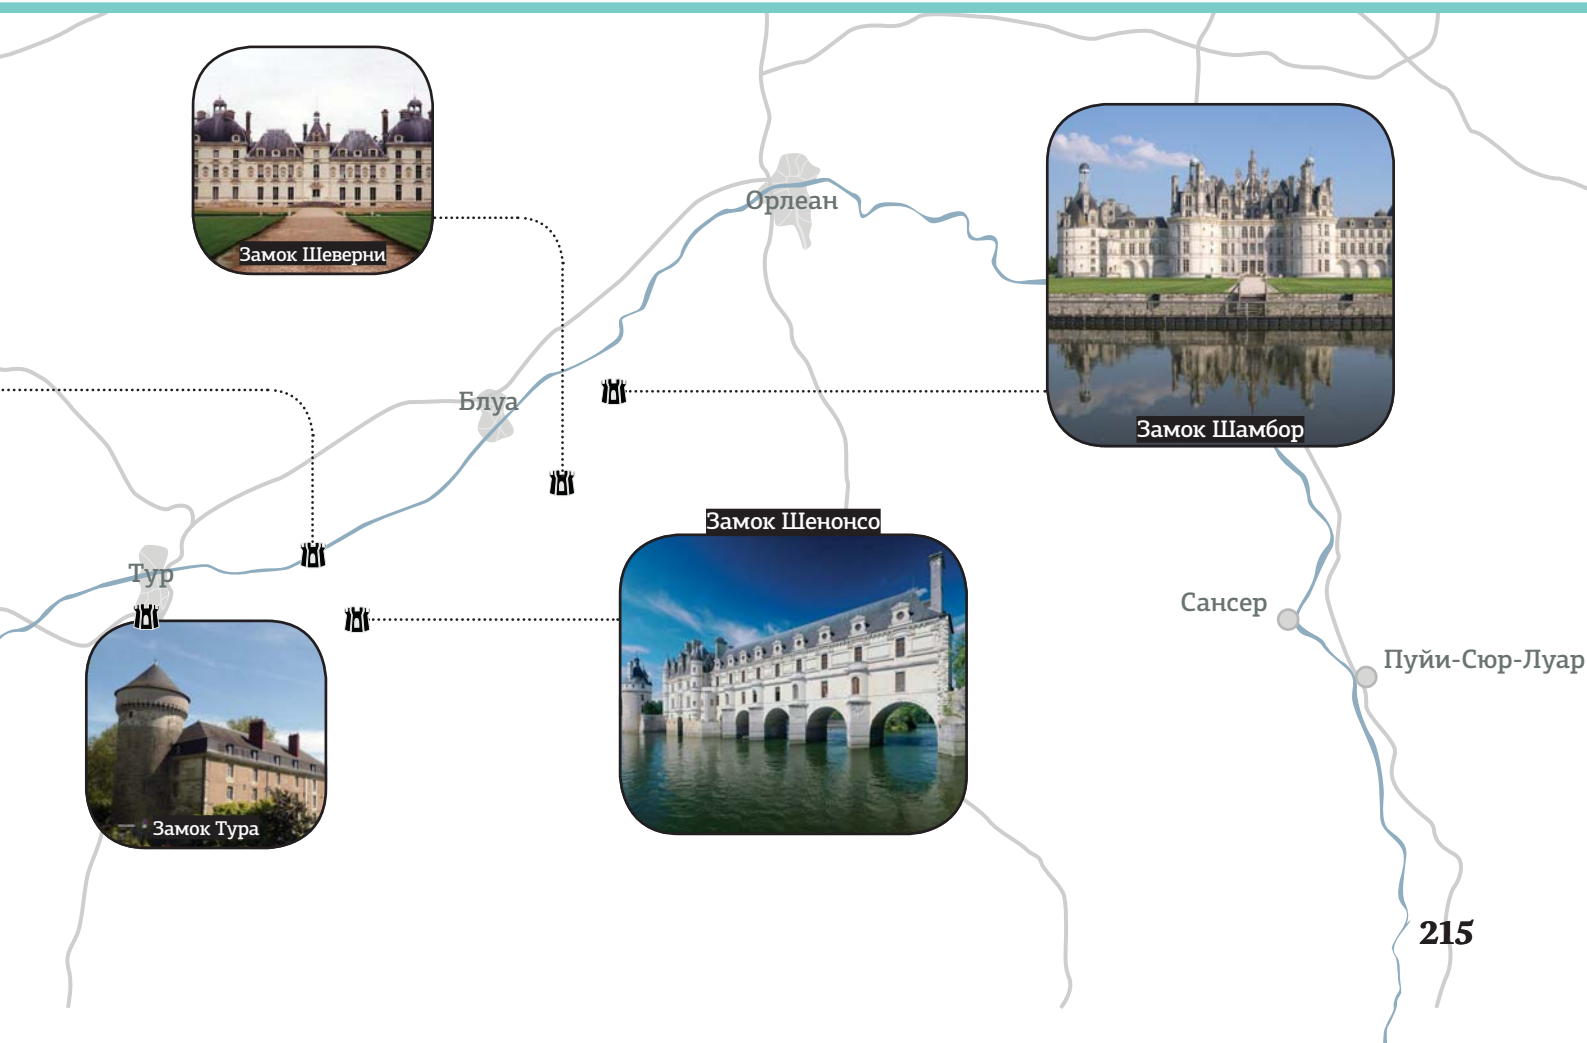 Замок Шеверни
Орлеан
Блуа
Замок Шамбор
Замок Шенонсо
Тур
Сансер
Пуйи-Сюр-Луар
Замок Тура
215